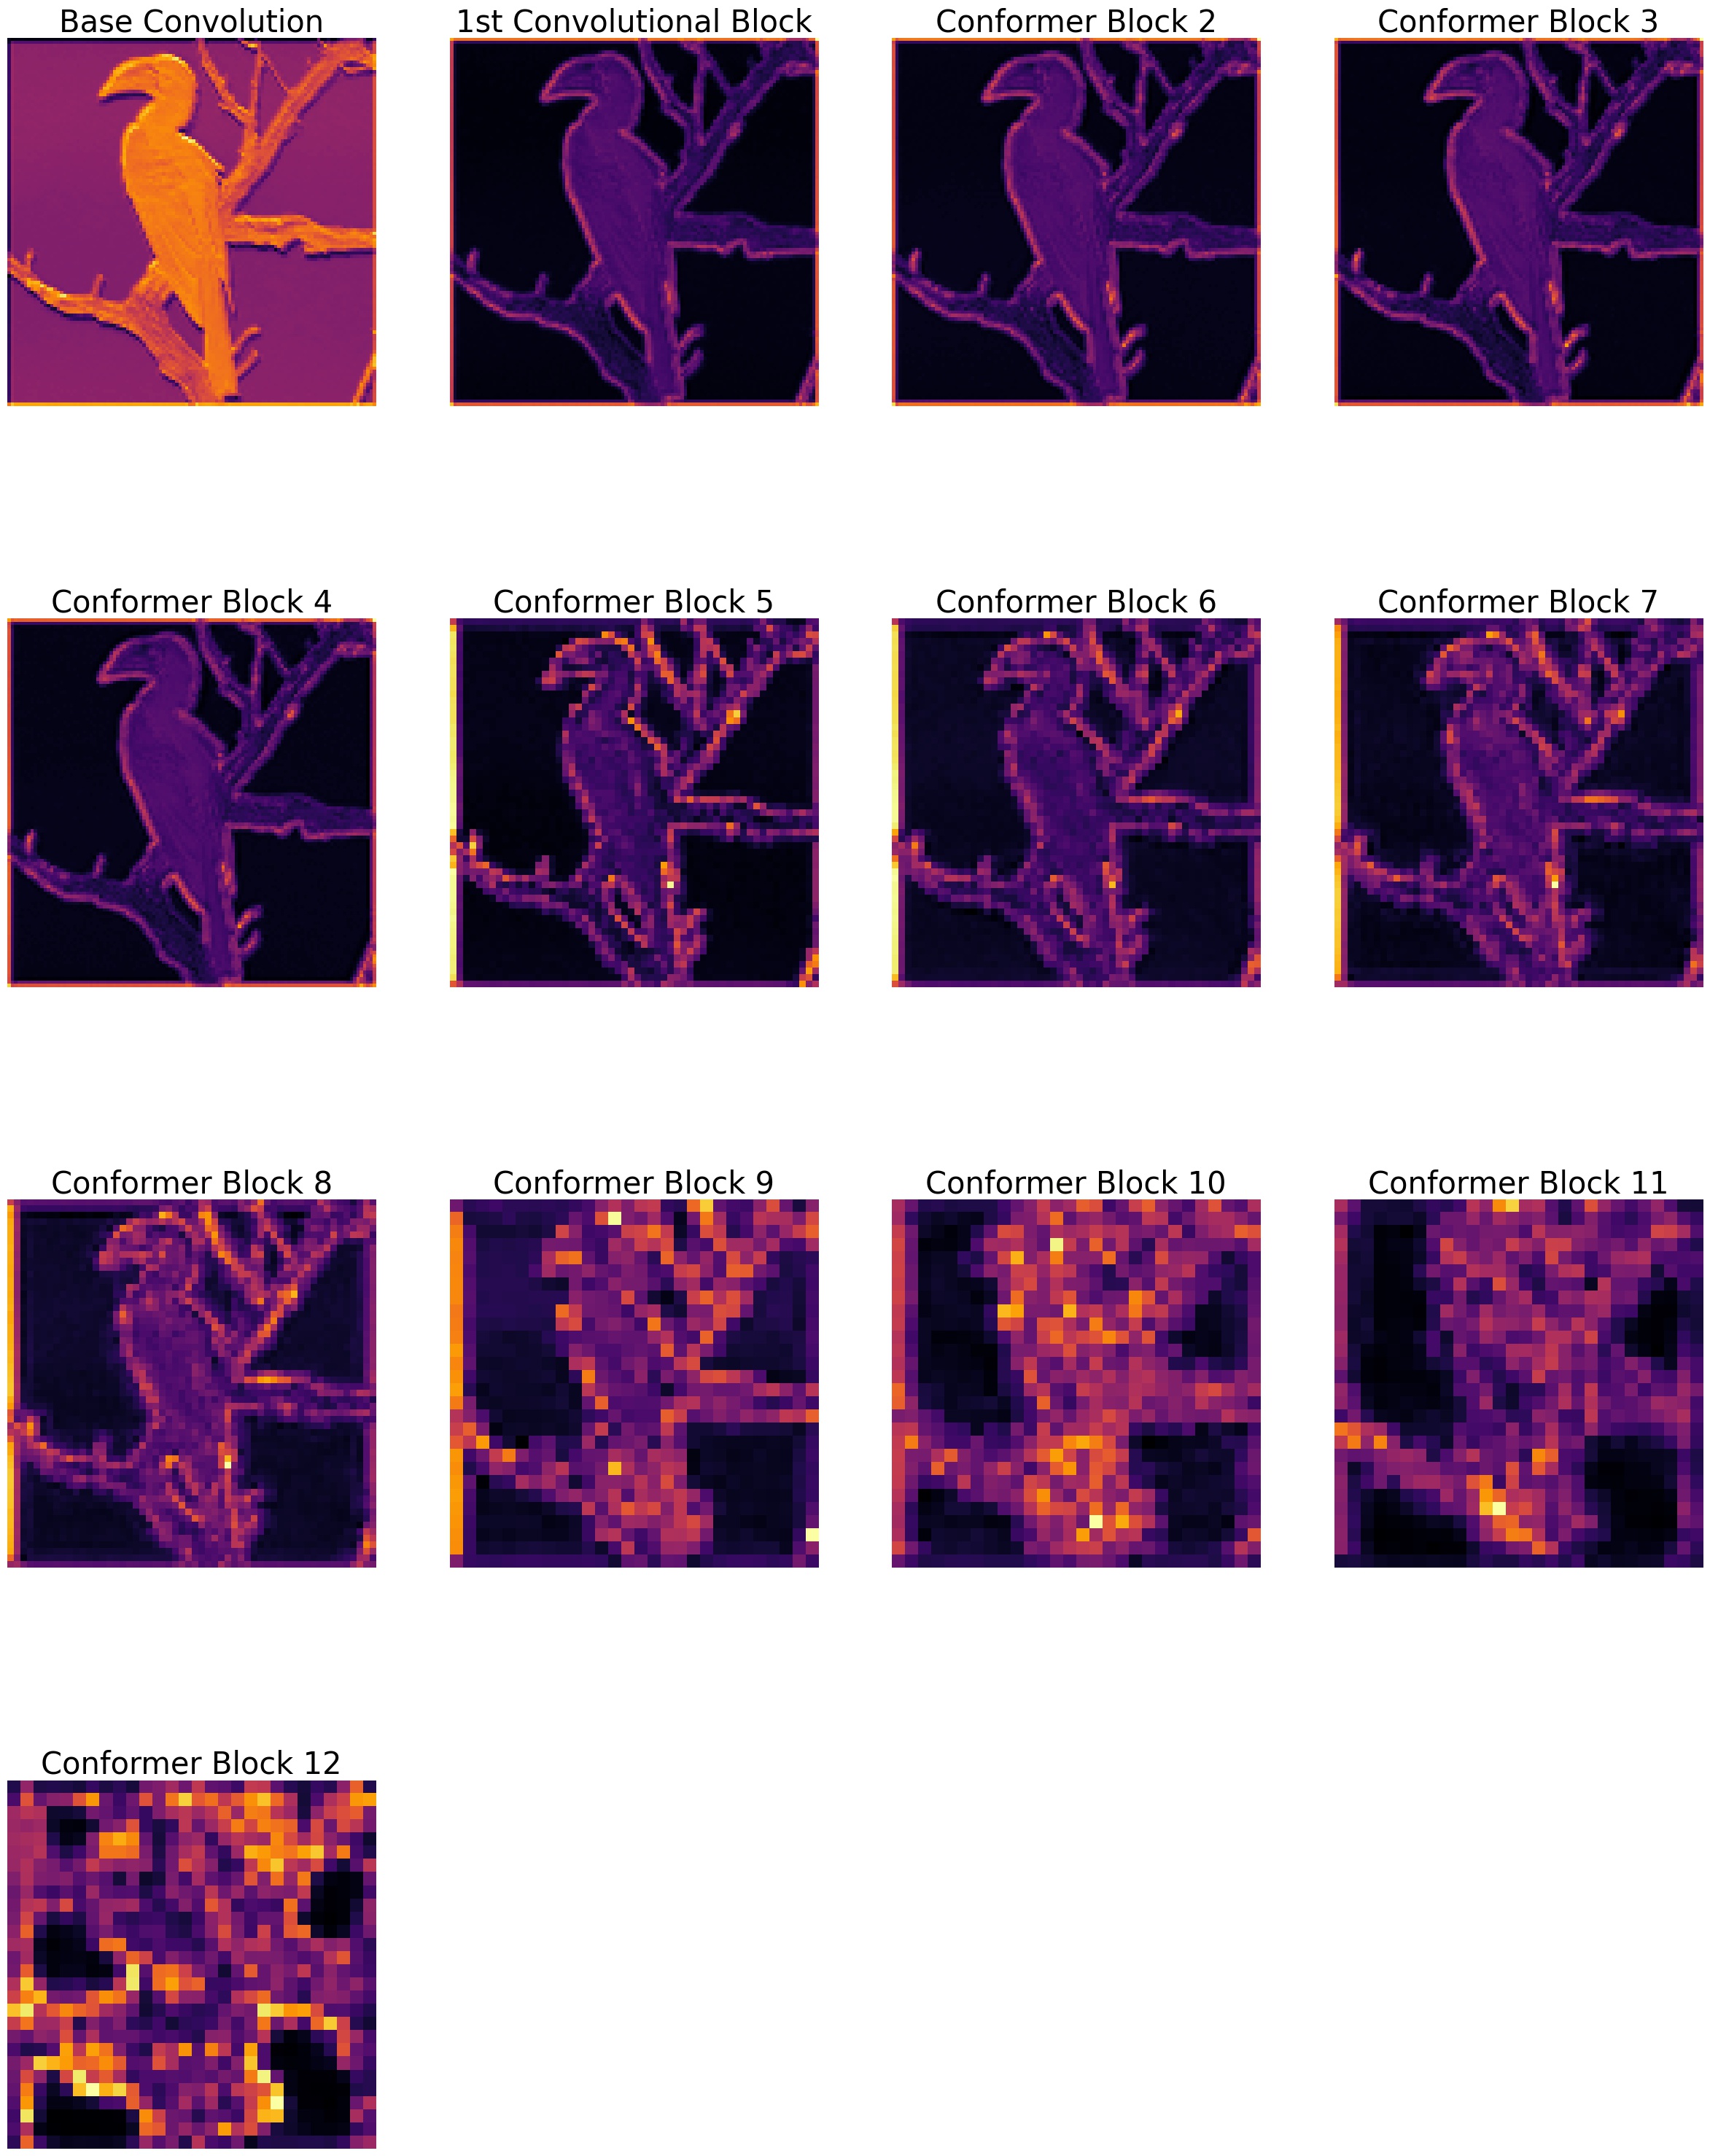 Base Convolution
1st Convolutional Block
Conformer Block 2
Conformer Block 3
Conformer Block 4
Conformer Block 5
Conformer Block 6
Conformer Block 7
Conformer Block 8
Conformer Block 9
Conformer Block 10
Conformer Block 11
Conformer Block 12